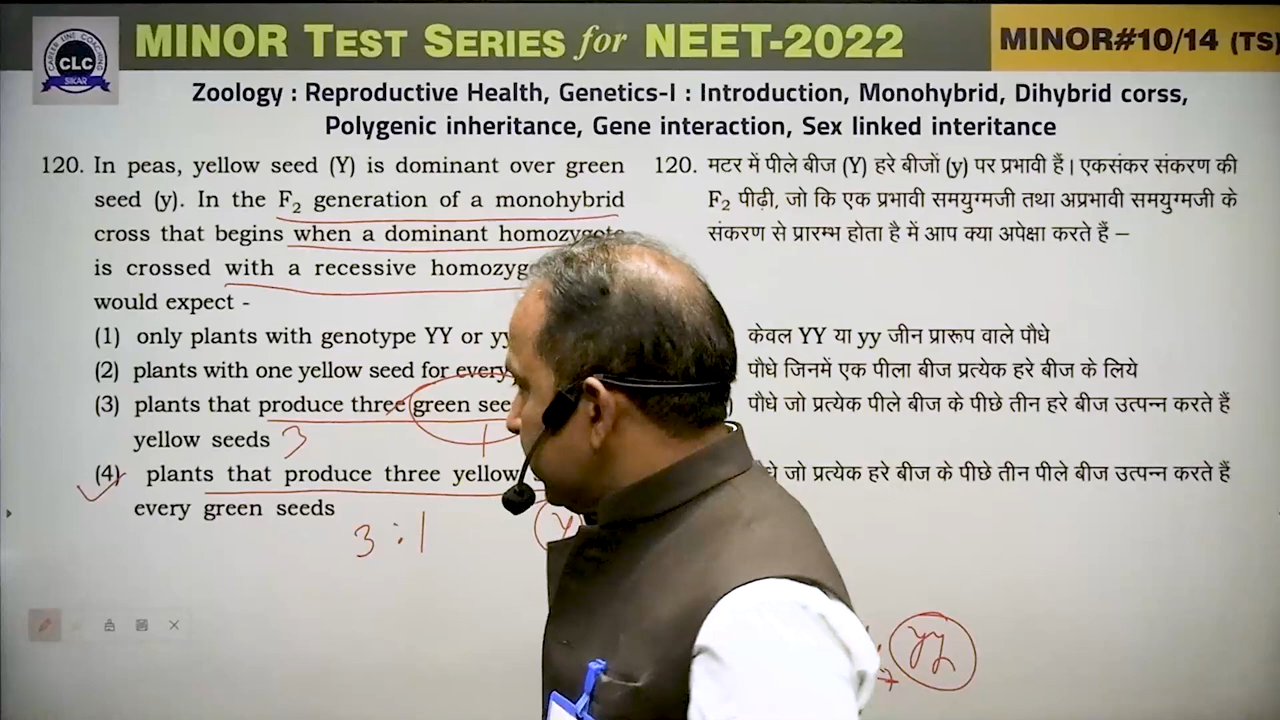 CAREER LINE COACHING
CLC
SIKAR
MINOR TEST SERIES for NEET-2022
MINOR#10/14 (TS)
Zoology : Reproductive Health, Genetics-I : Introduction, Monohybrid, Dihybrid corss,
Polygenic inheritance, Gene interaction, Sex linked interitance
120. In peas, yellow seed (Y) is dominant over green
seed (y). In the F₂ generation of a monohybrid
cross that begins when a dominant homozygote
is crossed with a recessive
would expect -
(1) only plants with genotype YY or yy
(2) plants with one yellow seed for every
(3) plants that produce three green
yellow seeds 3 1
(4) plants that produce three yellow
every green seeds
3 : 1
yy
120. मटर में पीले बीज (Y) हरे बीजों (y) पर प्रभावी हैं। एकसंकर संकरण की
F₂ पीढ़ी, जो कि एक प्रभावी समयुग्मजी तथा अप्रभावी समयुग्मजी के
संकरण से प्रारम्भ होता है में आप क्या अपेक्षा करते हैं –
केवल YY या yy जीन प्रारूप वाले पौधे
पौधे जिनमें एक पीला बीज प्रत्येक हरे बीज के लिये
पौधे जो प्रत्येक पीले बीज के पीछे तीन हरे बीज उत्पन्न करते हैं
जो प्रत्येक हरे बीज के पीछे तीन पीले बीज उत्पन्न करते हैं